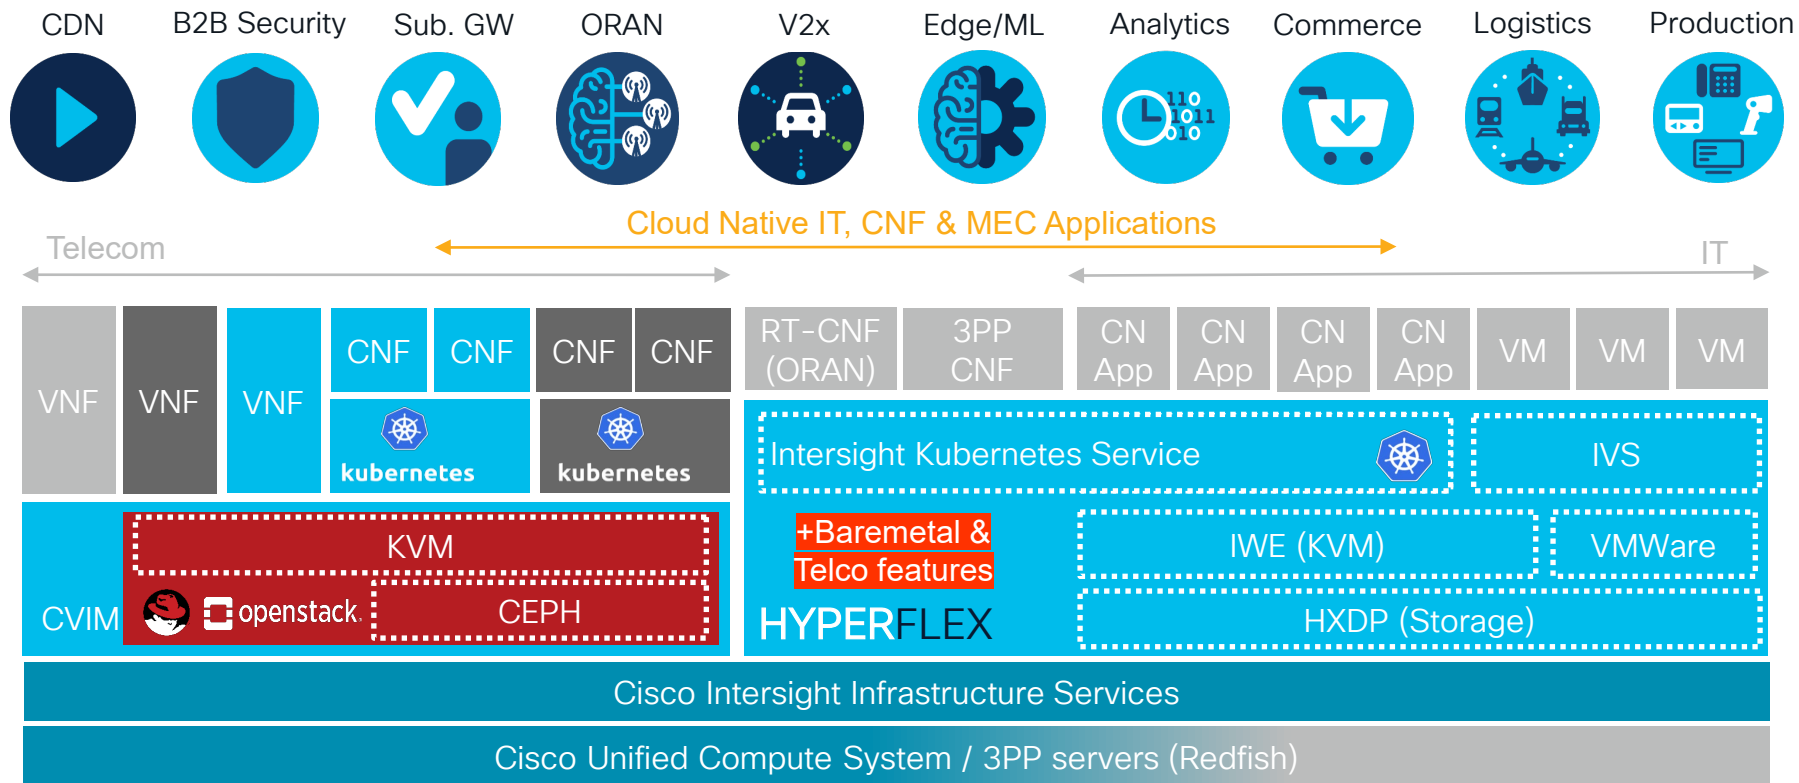 CDN
B2B Security
Sub. GW
ORAN
V2x
Edge/ML
Analytics
Commerce
Logistics
Production
110
1011
010
Cloud Native IT, CNF & MEC Applications
Telecom
IT
VNF
VNF
VNF
CNF
CNF
CNF
CNF
kubernetes
kubernetes
RT-CNF
(ORAN)
3PP
CNF
CN
App
CN
App
CN
App
CN
App
VM
VM
VM
Intersight Kubernetes Service
IVS
KVM
CVIM
openstack.
CEPH
+Baremetal &
Telco features
HYPERFLEX
IWE (KVM)
VMWare
HXDP (Storage)
Cisco Intersight Infrastructure Services
Cisco Unified Compute System / 3PP servers (Redfish)